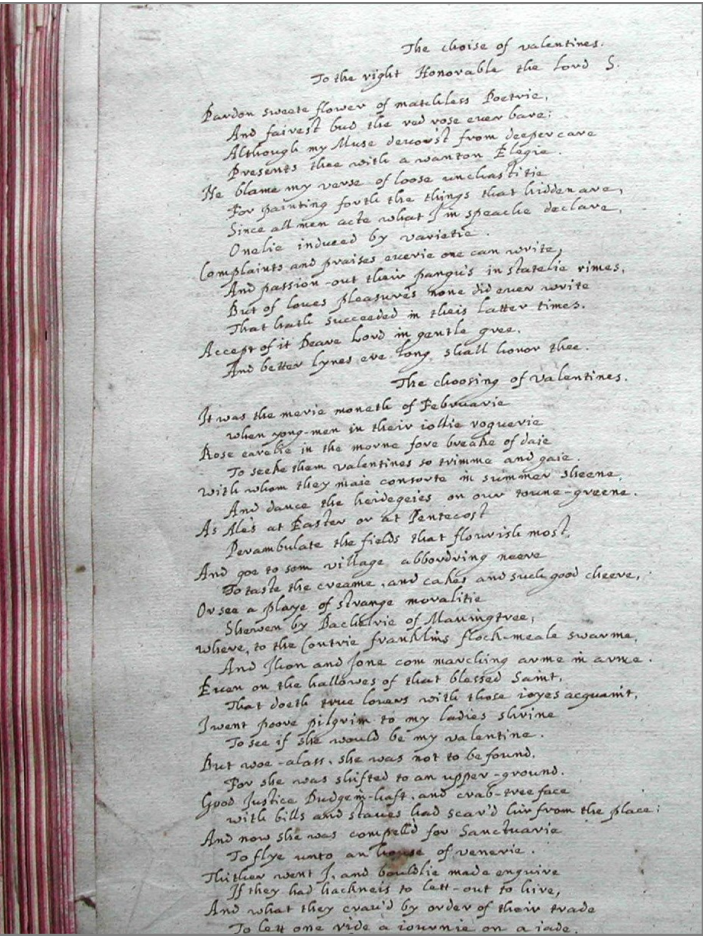 The choise of valentines.
To the right Honorable the lord S.
Pardon sweete flower of matchless Poetrie,
And fairest bud the red rose euer bare;
Although my Muse deuorst from deeper care
Presents thee with a wanton Elegie.
Ne blame my verse of loose unchastitie
For painting forth the things that hidden are,
Since all men acte what I in speache declare,
Onelie induced by varietie.
Complaints and praises euerie one can write,
And passion-out their pangu's in statelie rimes,
But of loues pleasure's none did euer write
That hath succeeded in theis latter times.
Accept of it Deare Lord in gentle gree,
And better lynes ere long shall honor thee.
The choosing of valentines.
It was the merie moneth of Februarie
when yong-men in their iollie roguerie
Rose earelie in the morne fore breake of daie
To seeke them valentines so trimme and gaie.
with whom they maie consorte in summer sheene,
And dance the heidegeies on our toune-greene.
As Ale's at Easter or at Pentecost
Perambulate the fields that flourish most,
And goe to som village abbordring neere
To taste the creame, and cakes and such good cheere,
Or see a playe of strange moralitie
Shewen by Bachelrie of Maningtree,
where, to the Contrie franklins flock-meale swarme,
And Jhon and Jone com marching arme in arme.
Euen on the hallowes of that blessed Saint,
That doeth true louers with those ioyes acquaint,
I went poore pilgrim to my ladies shrine
To see if she would be my valentine.
But woe-alass, she was not to be found,
For she was shifted to an upper-ground.
Good Justice Dudgein-haft, and crab-tree face
with bills and staues had scar'd hir from the place;
And now she was compell'd for Sanctuarie
To flye unto an house of venerie.
Thither went I, and bouldlie made enquire
If they had hackneis to lett-out to hire,
And what they crau'd by order of their trade
To lett one ride a iournie on a iade.